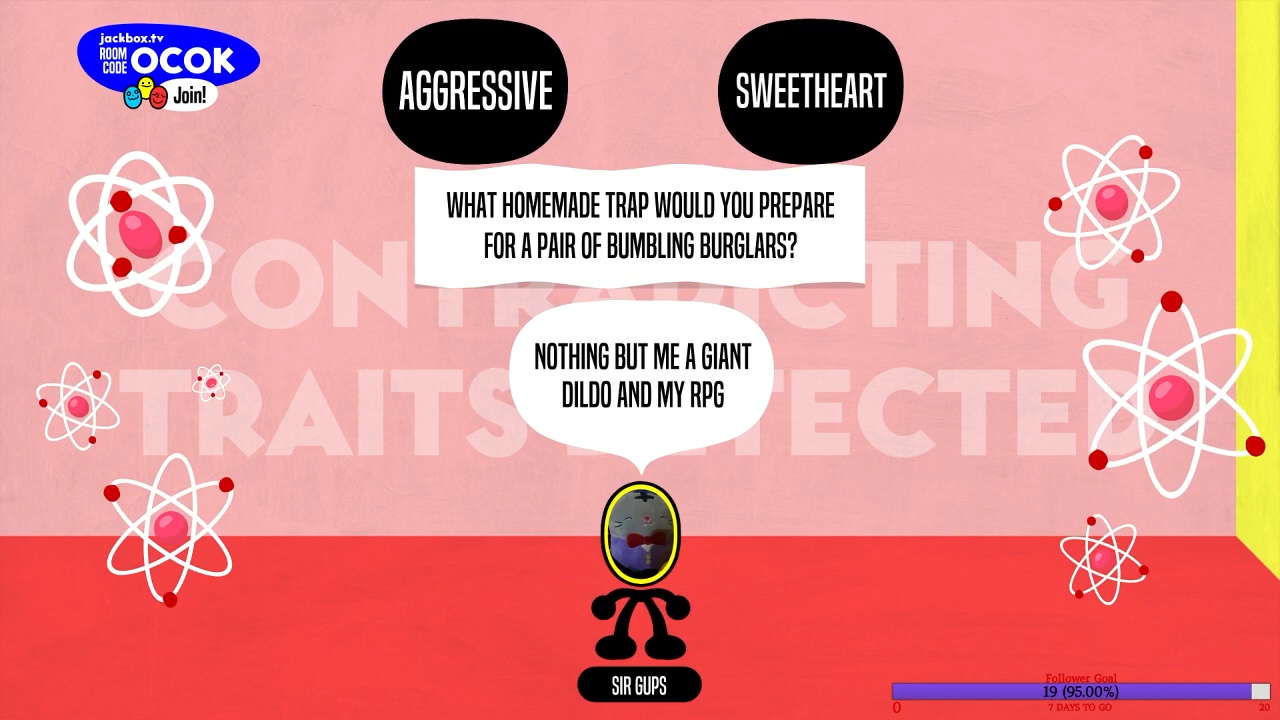 jackbox.tv
ROOM CODE OCOK
Join!
AGGRESSIVE
SWEETHEART
WHAT HOMEMADE TRAP WOULD YOU PREPARE
FOR A PAIR OF BUMBLING BURGLARS?
CONTRADICTING
TRAITS DETECTED
NOTHING BUT ME A GIANT
DILDO AND MY RPG
SIR GUPS
Follower Goal
19 (95.00%)
0
7 DAYS TO GO
20